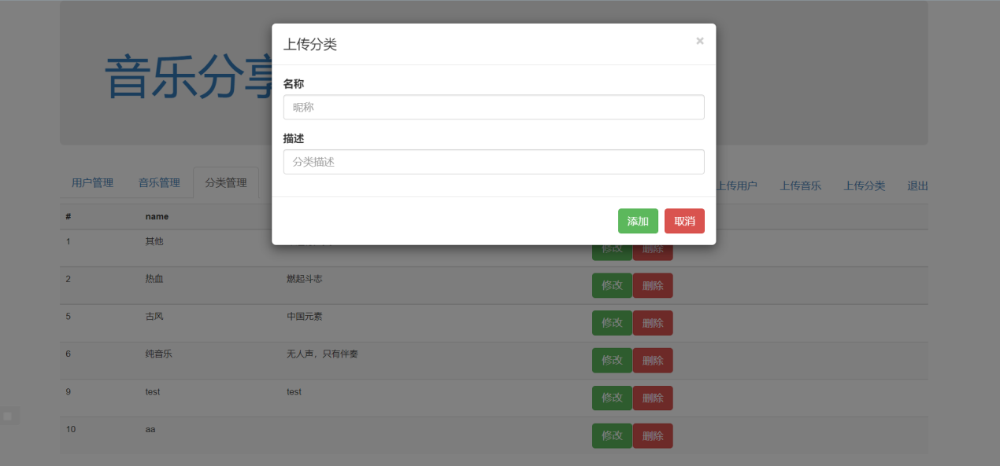 上传分类 ×
名称
昵称
描述
分类描述
添加 取消
音乐分享
用户管理 音乐管理 分类管理 上传用户 上传音乐 上传分类 退出
# name
1 其他 修改 删除
2 热血 燃起斗志 修改 删除
5 古风 中国元素 修改 删除
6 纯音乐 无人声，只有伴奏 修改 删除
9 test test 修改 删除
10 aa 修改 删除